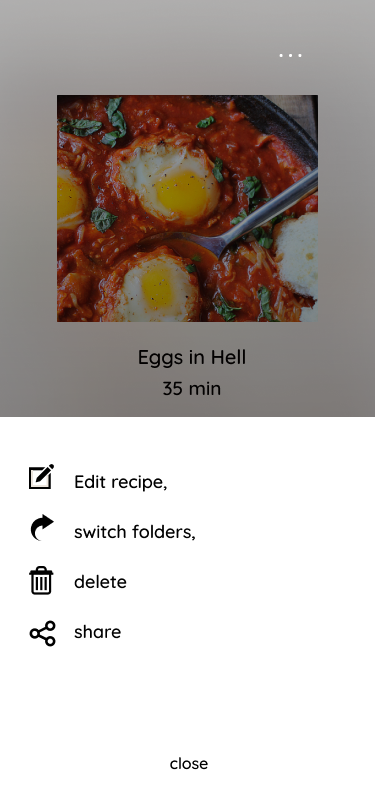 Eggs in Hell
35 min
Edit recipe,
switch folders,
delete
share
close